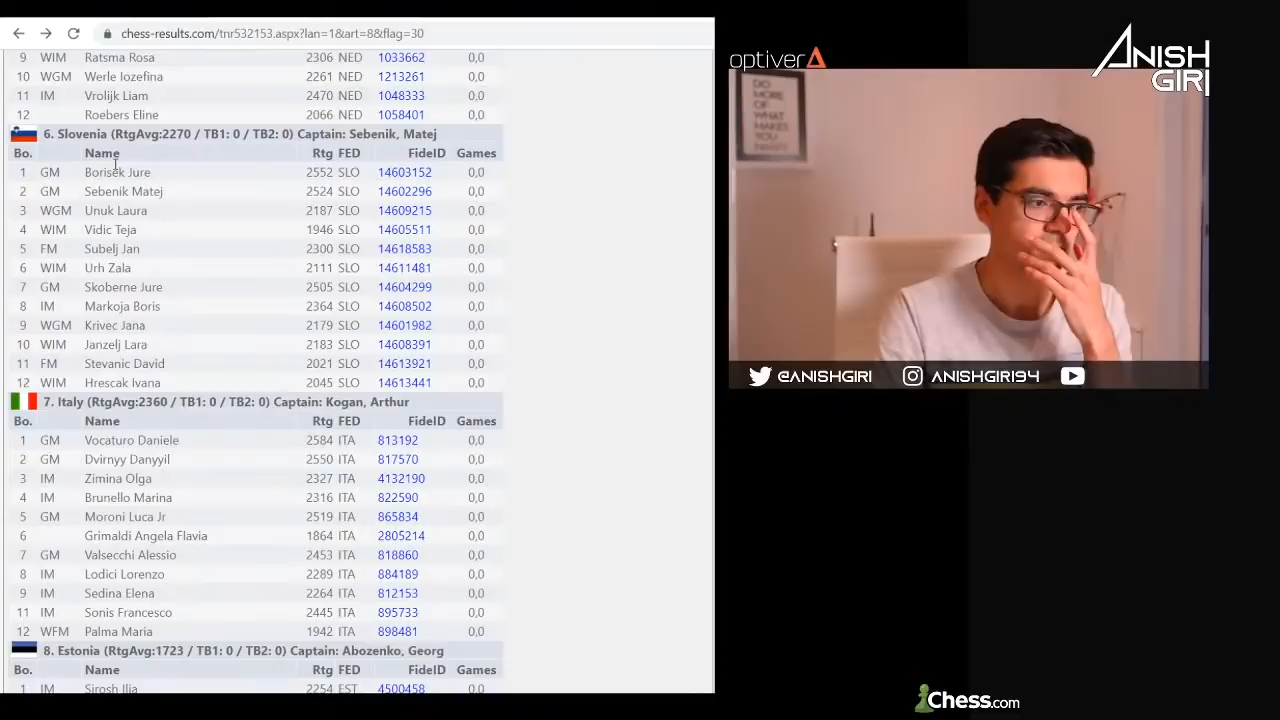 chess-results.com/tnr532153.aspx?lan=1&art=8&flag=30
9 WIM Ratsma Rosa 2306 NED 1033662 0,0
10 WGM Werle Iozefina 2261 NED 1213261 0,0
11 IM Vrolijk Liam 2470 NED 1048333 0,0
12 Roebers Eline 2066 NED 1058401 0,0
6. Slovenia (RtgAvg:2270 / TB1: 0 / TB2: 0) Captain: Sebenik, Matej
Bo. Name Rtg FED FideID Games
1 GM Borisek Jure 2552 SLO 14603152 0,0
2 GM Sebenik Matej 2524 SLO 14602296 0,0
3 WGM Unuk Laura 2187 SLO 14609215 0,0
4 WIM Vidic Teja 1946 SLO 14605511 0,0
5 FM Subelj Jan 2300 SLO 14618583 0,0
6 WIM Urh Zala 2111 SLO 14611481 0,0
7 GM Skoberne Jure 2505 SLO 14604299 0,0
8 IM Markoja Boris 2364 SLO 14608502 0,0
9 WGM Krivec Jana 2179 SLO 14601982 0,0
10 WIM Janzelj Lara 2183 SLO 14608391 0,0
11 FM Stevanic David 2021 SLO 14613921 0,0
12 WIM Hrescak Ivana 2045 SLO 14613441 0,0
7. Italy (RtgAvg:2360 / TB1: 0 / TB2: 0) Captain: Kogan, Arthur
Bo. Name Rtg FED FideID Games
1 GM Vocaturo Daniele 2584 ITA 813192 0,0
2 GM Dvirnyy Danyyil 2550 ITA 817570 0,0
3 IM Zimina Olga 2327 ITA 4132190 0,0
4 IM Brunello Marina 2316 ITA 822590 0,0
5 GM Moroni Luca Jr 2519 ITA 865834 0,0
6 Grimaldi Angela Flavia 1864 ITA 2805214 0,0
7 GM Valsecchi Alessio 2453 ITA 818860 0,0
8 IM Lodici Lorenzo 2289 ITA 884189 0,0
9 IM Sedina Elena 2264 ITA 812153 0,0
11 IM Sonis Francesco 2445 ITA 895733 0,0
12 WFM Palma Maria 1942 ITA 898481 0,0
8. Estonia (RtgAvg:1723 / TB1: 0 / TB2: 0) Captain: Abozenko, Georg
Bo. Name Rtg FED FideID Games
1 IM Sirosh Ilia 2254 EST 4500458 0,0
optiver
ANISH
GIRI
DO
MORE
OF
WHAT
MAKES
YOU
@ANISHGIRI ANISHGIRI94
Chess.com